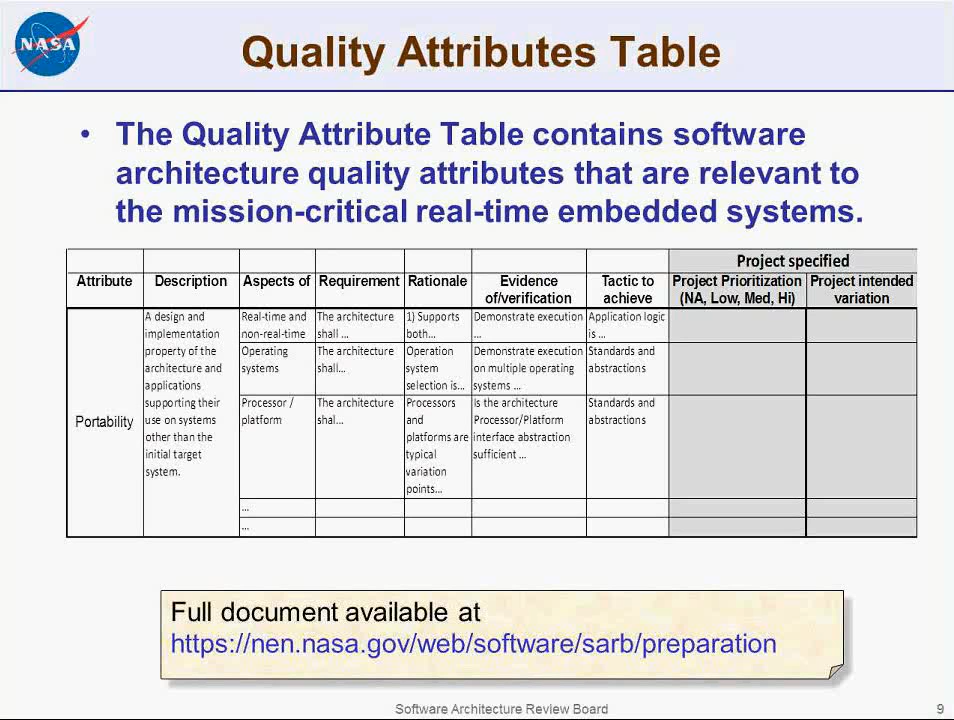 NASA
Quality Attributes Table
• The Quality Attribute Table contains software
architecture quality attributes that are relevant to
the mission-critical real-time embedded systems.
Project specified
Attribute Description Aspects of Requirement Rationale Evidence of/verification Tactic to achieve Project Prioritization (NA, Low, Med, Hi) Project intended variation
Portability
A design and
implementation
property of the
architecture and
applications
supporting their
use on systems
other than the
initial target
system.
Real-time and
non-real-time
The architecture
shall ...
1) Supports
both...
Demonstrate execution
...
Application logic
is ...
Operating
systems
The architecture
shall...
Operation
system
selection is...
Demonstrate execution
on multiple operating
systems ...
Standards and
abstractions
Processor /
platform
The architecture
shal...
Processors
and
platforms are
typical
variation
points...
Is the architecture
Processor/Platform
interface abstraction
sufficient ...
Standards and
abstractions
...
...
Full document available at
https://nen.nasa.gov/web/software/sarb/preparation
Software Architecture Review Board
9